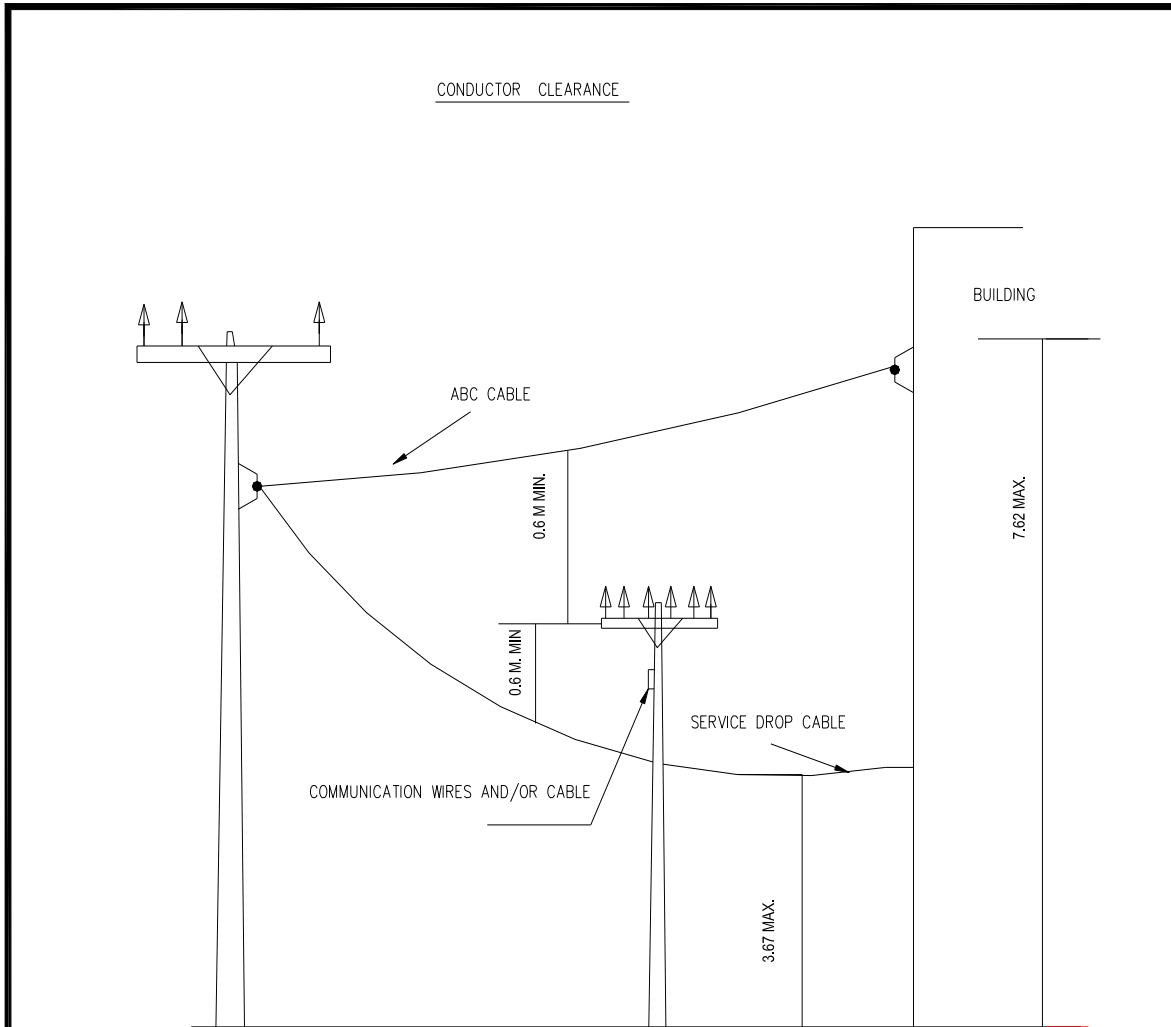 CONDUCTOR CLEARANCE
BUILDING
ABC CABLE
0.6 M MIN.
7.62 MAX.
0.6 M. MIN
SERVICE DROP CABLE
COMMUNICATION WIRES AND/OR CABLE
3.67 MAX.